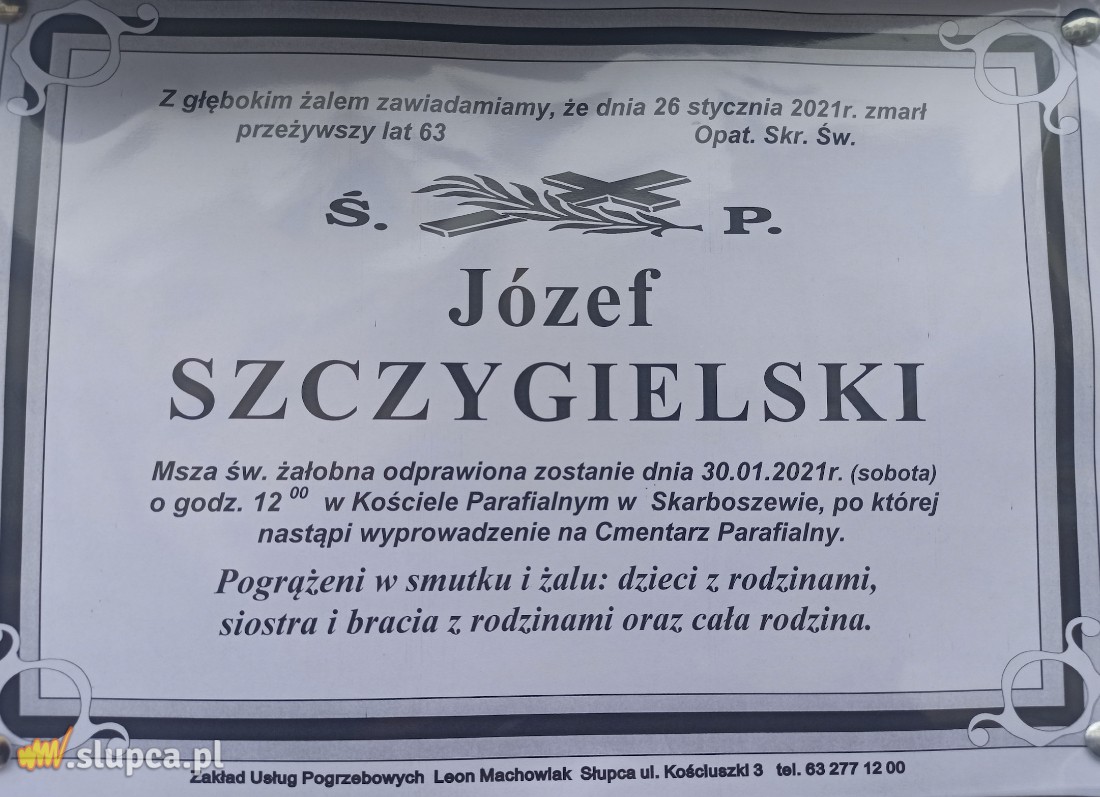 Z głębokim żalem zawiadamiamy, że dnia 26 stycznia 2021r. zmarł
przeżywszy lat 63 Opat. Skr. Św.
Ś. P.
Józef
SZCZYGIELSKI
Msza św. żałobna odprawiona zostanie dnia 30.01.2021r. (sobota)
o godz. 12 00 w Kościele Parafialnym w Skarboszewie, po której
nastąpi wyprowadzenie na Cmentarz Parafialny.
Pogrążeni w smutku i żalu: dzieci z rodzinami,
siostra i bracia z rodzinami oraz cała rodzina.
www.slupca.pl
Zakład Usług Pogrzebowych Leon Machowiak Słupca ul. Kościuszki 3 tel. 63 277 12 00